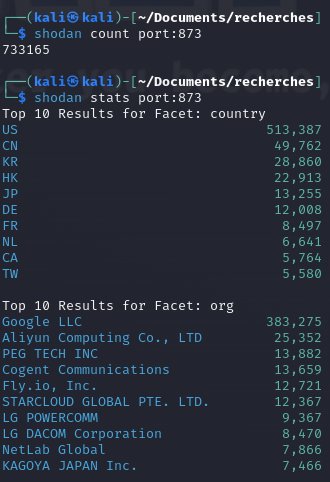 ┌──(kali㉿kali)-[~/Documents/recherches]
└─$ shodan count port:873
733165
┌──(kali㉿kali)-[~/Documents/recherches]
└─$ shodan stats port:873
Top 10 Results for Facet: country
US 513,387
CN 49,762
KR 28,860
HK 22,913
JP 13,255
DE 12,008
FR 8,497
NL 6,641
CA 5,764
TW 5,580
Top 10 Results for Facet: org
Google LLC 383,275
Aliyun Computing Co., LTD 25,352
PEG TECH INC 13,882
Cogent Communications 13,659
Fly.io, Inc. 12,721
STARCLOUD GLOBAL PTE. LTD. 12,367
LG POWERCOMM 9,367
LG DACOM Corporation 8,470
NetLab Global 7,866
KAGOYA JAPAN Inc. 7,466